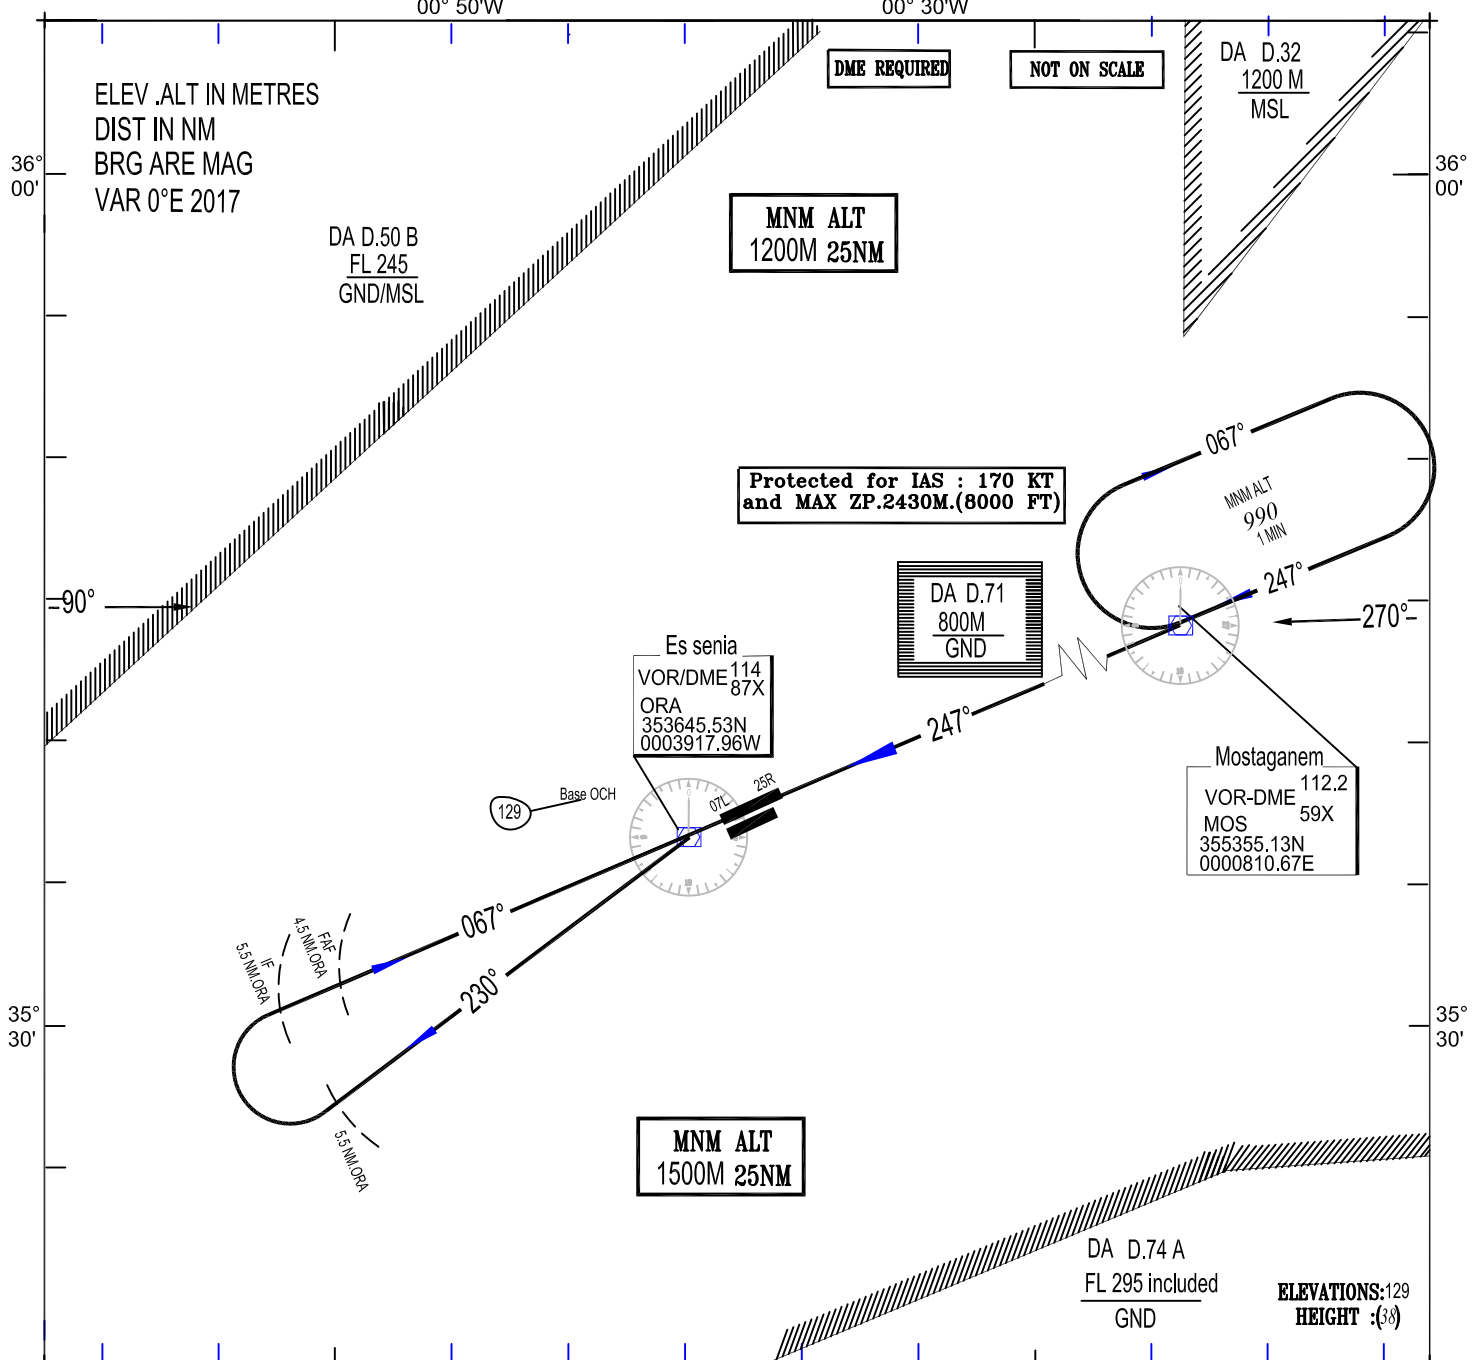 00° 50'W
00° 30'W
DME REQUIRED
NOT ON SCALE
DA D.32
1200 M
MSL
ELEV .ALT IN METRES
DIST IN NM
BRG ARE MAG
VAR 0°E 2017
36°
00'
36°
00'
MNM ALT
1200M 25NM
DA D.50 B
FL 245
GND/MSL
067°
Protected for IAS : 170 KT
and MAX ZP.2430M.(8000 FT)
MNM ALT
990
1 MIN
247°
DA D.71
800M
GND
90°
270°
Es senia
VOR/DME 114
87X
ORA
353645.53N
0003917.96W
247°
Mostaganem
VOR-DME 112.2
59X
MOS
355355.13N
0000810.67E
07L
25R
129
Base OCH
067°
FAF
4.5 NM.ORA
IF
5.5 NM.ORA
230°
35°
30'
35°
30'
5.5 NM.ORA
MNM ALT
1500M 25NM
DA D.74 A
FL 295 included
GND
ELEVATIONS:129
HEIGHT :(38)